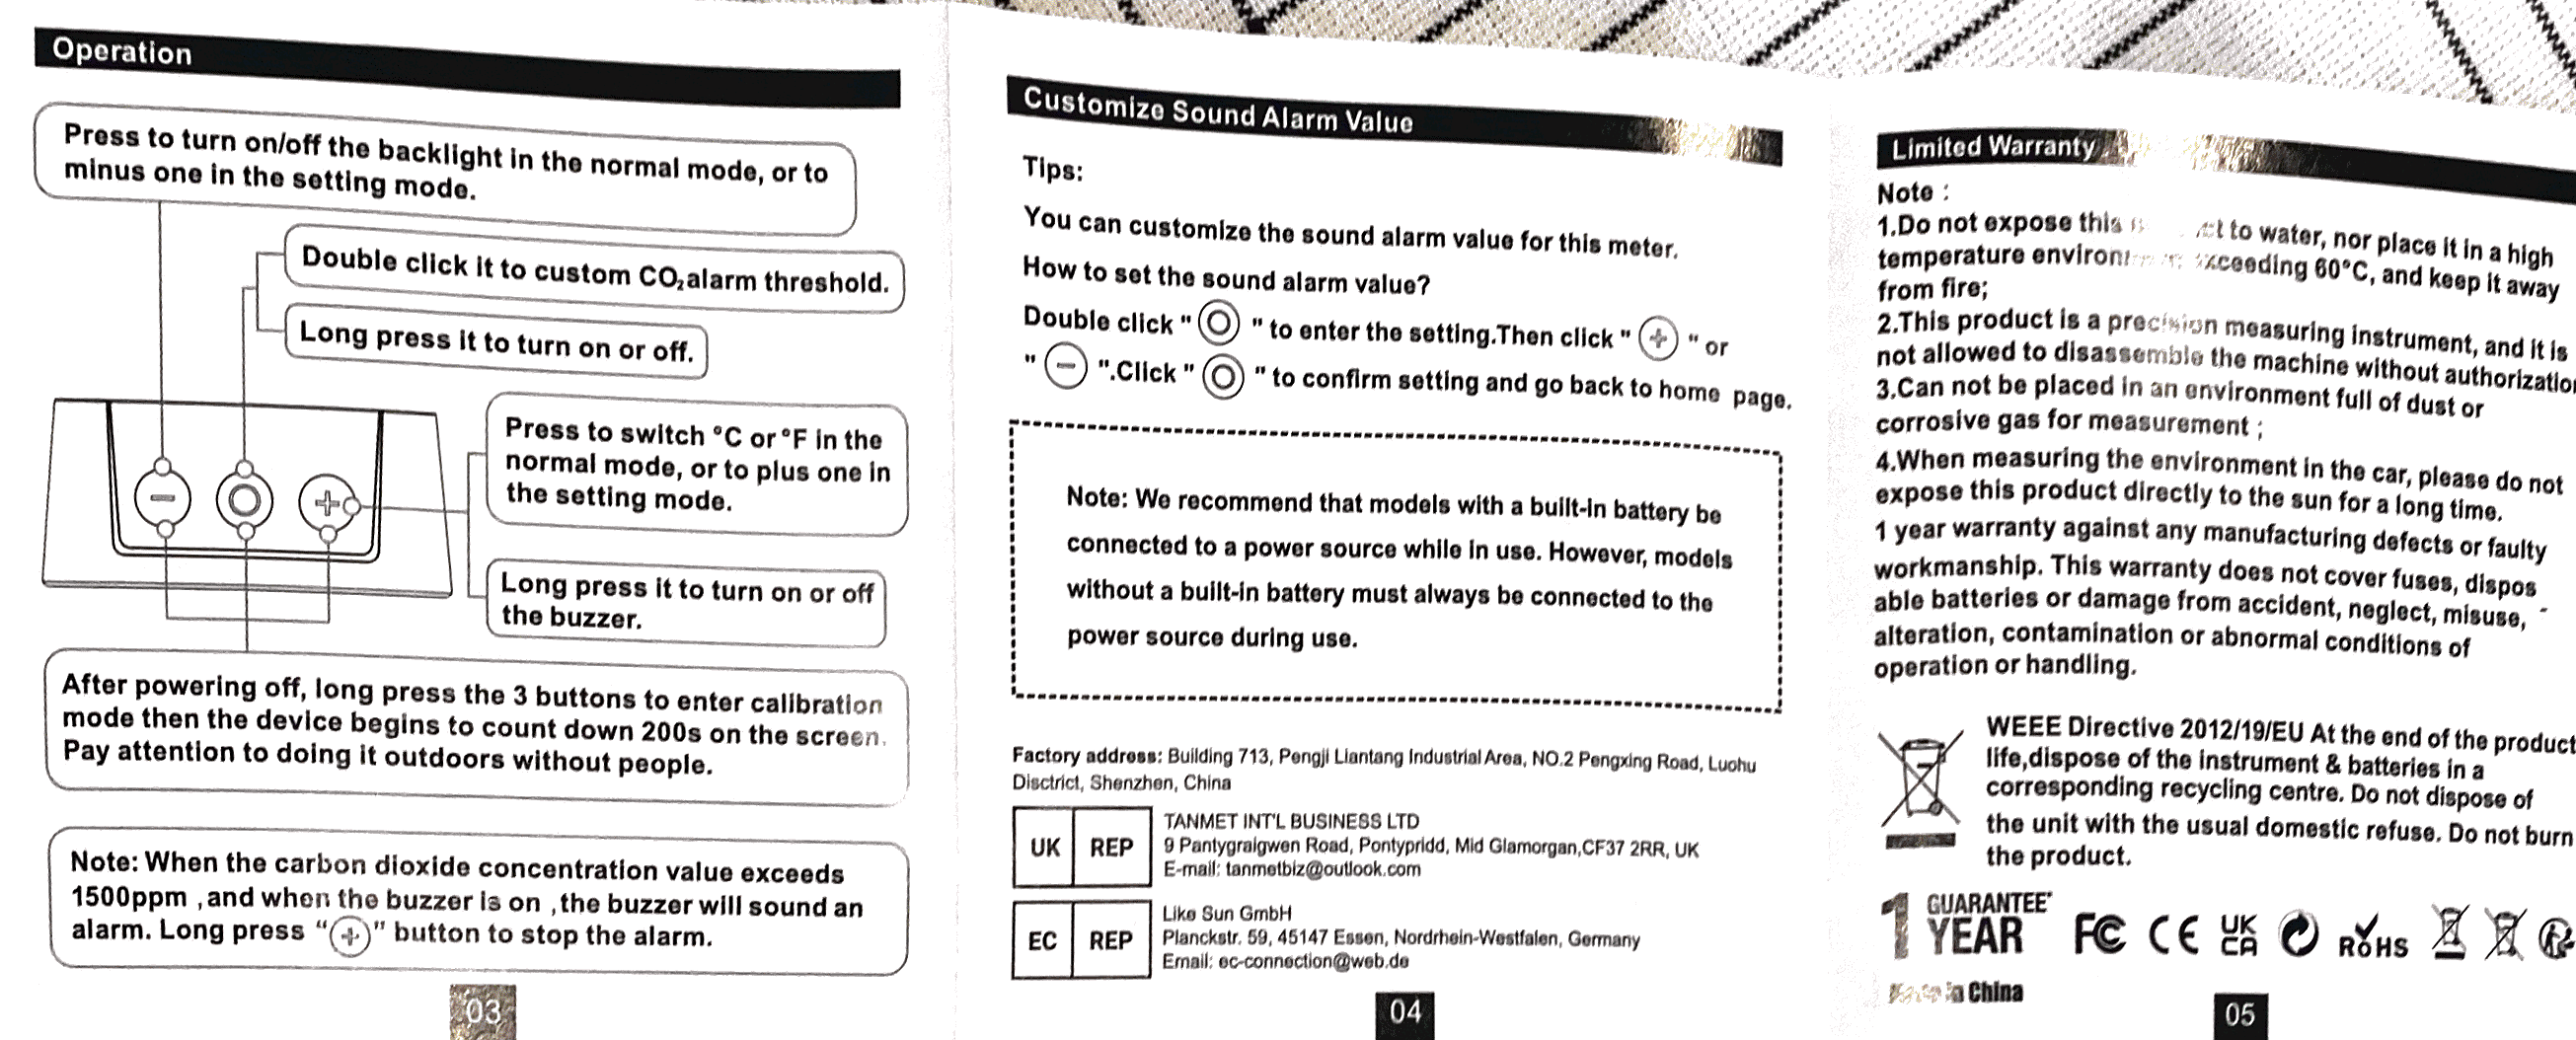 Operation
Press to turn on/off the backlight in the normal mode, or to
minus one in the setting mode.
Double click it to custom CO₂ alarm threshold.
Long press it to turn on or off.
Press to switch °C or °F in the
normal mode, or to plus one in
the setting mode.
Long press it to turn on or off
the buzzer.
After powering off, long press the 3 buttons to enter calibration
mode then the device begins to count down 200s on the screen.
Pay attention to doing it outdoors without people.
Note: When the carbon dioxide concentration value exceeds
1500ppm ,and when the buzzer is on ,the buzzer will sound an
alarm. Long press “(+)” button to stop the alarm.
03
Customize Sound Alarm Value
Tips:
You can customize the sound alarm value for this meter.
How to set the sound alarm value?
Double click " (O) " to enter the setting.Then click " (+) " or
" (−) ".Click " (O) " to confirm setting and go back to home page.
Note: We recommend that models with a built-in battery be
connected to a power source while in use. However, models
without a built-in battery must always be connected to the
power source during use.
Factory address: Building 713, Pengji Liantang Industrial Area, NO.2 Pengxing Road, Luohu
Disctrict, Shenzhen, China
UK REP
TANMET INT'L BUSINESS LTD
9 Pantygraigwen Road, Pontypridd, Mid Glamorgan,CF37 2RR, UK
E-mail: tanmetbiz@outlook.com
EC REP
Like Sun GmbH
Planckstr. 59, 45147 Essen, Nordrhein-Westfalen, Germany
Email: ec-connection@web.de
04
Limited Warranty
Note :
1.Do not expose this to water, nor place it in a high
temperature exceeding 60°C, and keep it away
from fire;
2.This product is a precision measuring instrument, and it is
not allowed to disassemble the machine without
3.Can not be placed in an environment full of dust or
corrosive gas for measurement ;
4.When measuring the environment in the car, please do not
expose this product directly to the sun for a long time.
1 year warranty against any manufacturing defects or faulty
workmanship. This warranty does not cover fuses, dispos
able batteries or damage from accident, neglect, misuse, -
alteration, contamination or abnormal conditions of
operation or handling.
WEEE Directive 2012/19/EU At the end of the product
life,dispose of the instrument & batteries in a
corresponding recycling centre. Do not dispose of
the unit with the usual domestic refuse. Do not burn
the product.
1 YEAR GUARANTEE*
FC CE UK CA RoHS
Made in China
05